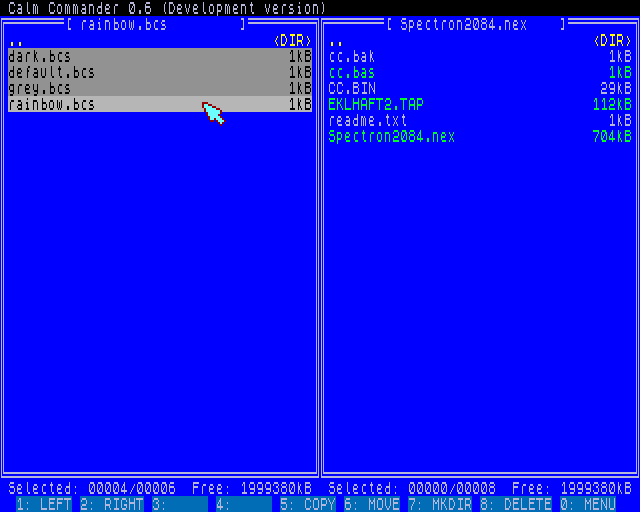 Calm Commander 0.6 (Development version)
[ rainbow.bcs ]
.. <DIR>
dark.bcs 1kB
default.bcs 1kB
grey.bcs 1kB
rainbow.bcs 1kB
Selected: 00004/00006 Free: 1999380kB
[ Spectron2084.nex ]
.. <DIR>
cc.bak 1kB
cc.bas 1kB
CC.BIN 29kB
EKLHAFT2.TAP 112kB
readme.txt 1kB
Spectron2084.nex 704kB
Selected: 00000/00008 Free: 1999380kB
1: LEFT 2: RIGHT 3: 4: 5: COPY 6: MOVE 7: MKDIR 8: DELETE 0: MENU